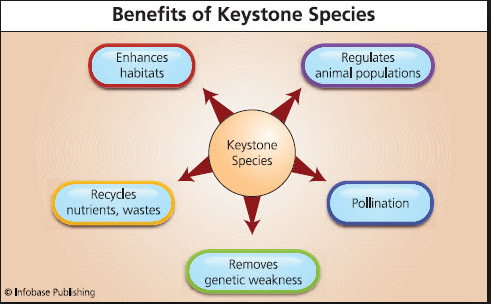 Benefits of Keystone Species
Enhances
habitats
Regulates
animal populations
Keystone
Species
Recycles
nutrients, wastes
Pollination
Removes
genetic weakness
© Infobase Publishing